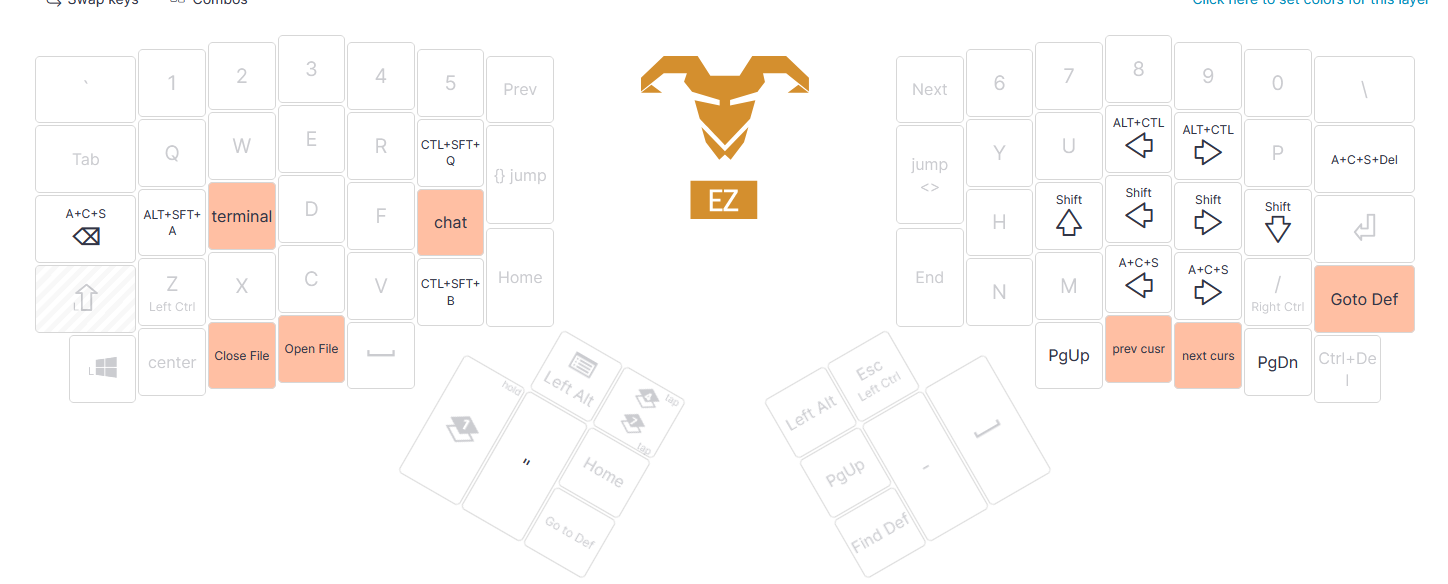 Swap keys
Combos
Click here to set colors for this layer
`
1
2
3
4
5
Prev
Next
6
7
8
9
0
\
Tab
Q
W
E
R
CTL+SFT+
Q
{} jump
jump
<>
Y
U
ALT+CTL
ALT+CTL
P
A+C+S+Del
A+C+S
ALT+SFT+
A
terminal
D
F
chat
H
Shift
Shift
Shift
Shift
L
Z
Left Ctrl
X
C
V
CTL+SFT+
B
Home
End
N
M
A+C+S
A+C+S
/
Right Ctrl
Goto Def
L
center
Close File
Open File
PgUp
prev cusr
next curs
PgDn
Ctrl+De
l
EZ
hold
1
Left Alt
tap
4
2
tap
"
Home
Go to Def
Left Alt
Esc
Left Ctrl
PgUp
-
Find Def